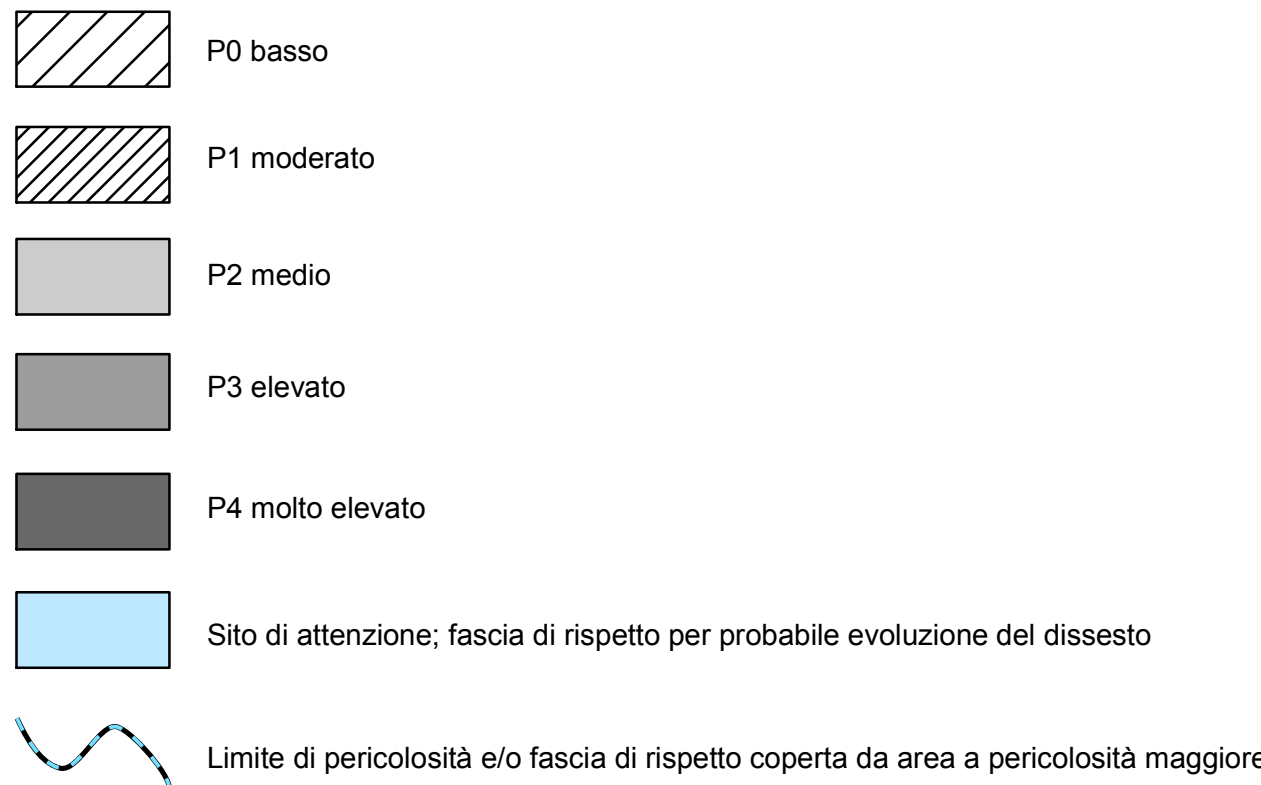 P0 basso
P1 moderato
P2 medio
P3 elevato
P4 molto elevato
Sito di attenzione; fascia di rispetto per probabile evoluzione del dissesto
Limite di pericolosità e/o fascia di rispetto coperta da area a pericolosità maggiore